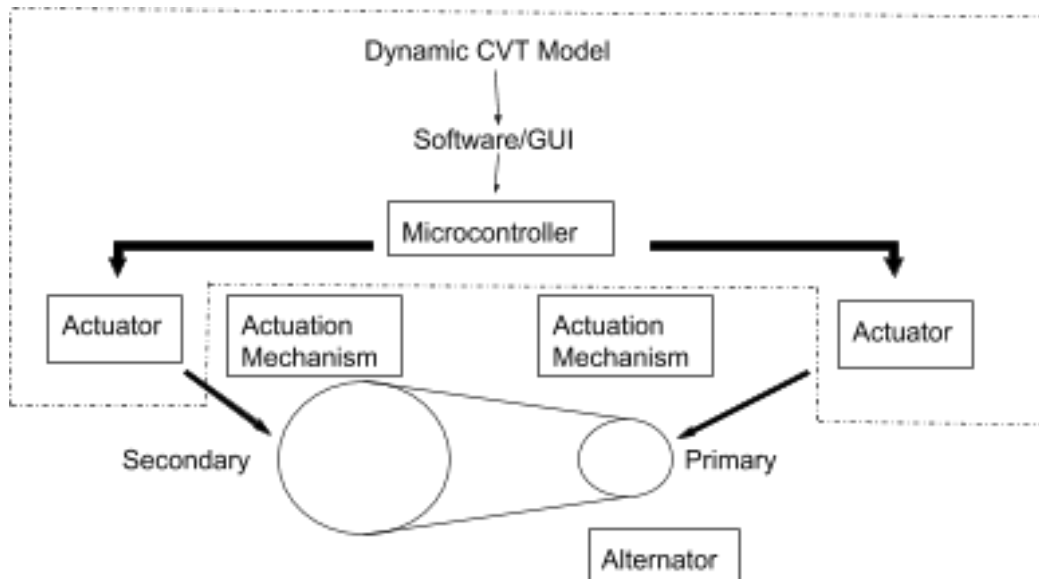 Dynamic CVT Model
Software/GUI
Microcontroller
Actuator
Actuation
Mechanism
Actuation
Mechanism
Actuator
Secondary
Primary
Alternator